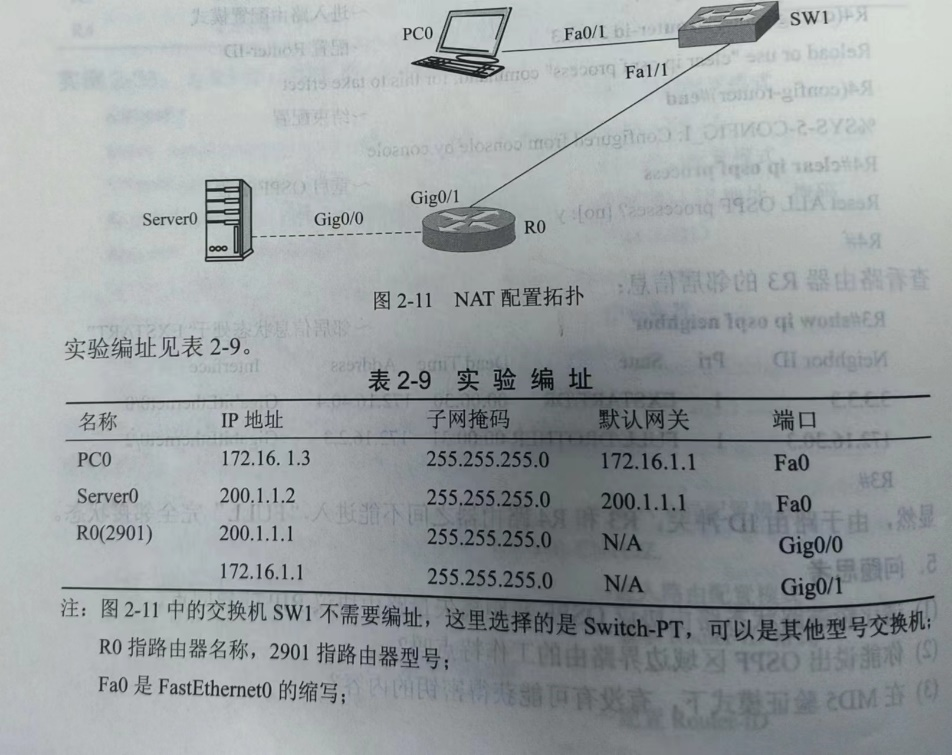 PC0
Fa0/1
SW1
Fa1/1
Server0
Gig0/0
Gig0/1
R0
图 2-11 NAT 配置拓扑
实验编址见表 2-9。
表 2-9 实 验 编 址
名称 IP 地址 子网掩码 默认网关 端口
PC0 172.16. 1.3 255.255.255.0 172.16.1.1 Fa0
Server0 200.1.1.2 255.255.255.0 200.1.1.1 Fa0
R0(2901) 200.1.1.1 255.255.255.0 N/A Gig0/0
172.16.1.1 255.255.255.0 N/A Gig0/1
注：图 2-11 中的交换机 SW1 不需要编址，这里选择的是 Switch-PT，可以是其他型号交换机；
R0 指路由器名称，2901 指路由器型号；
Fa0 是 FastEthernet0 的缩写；